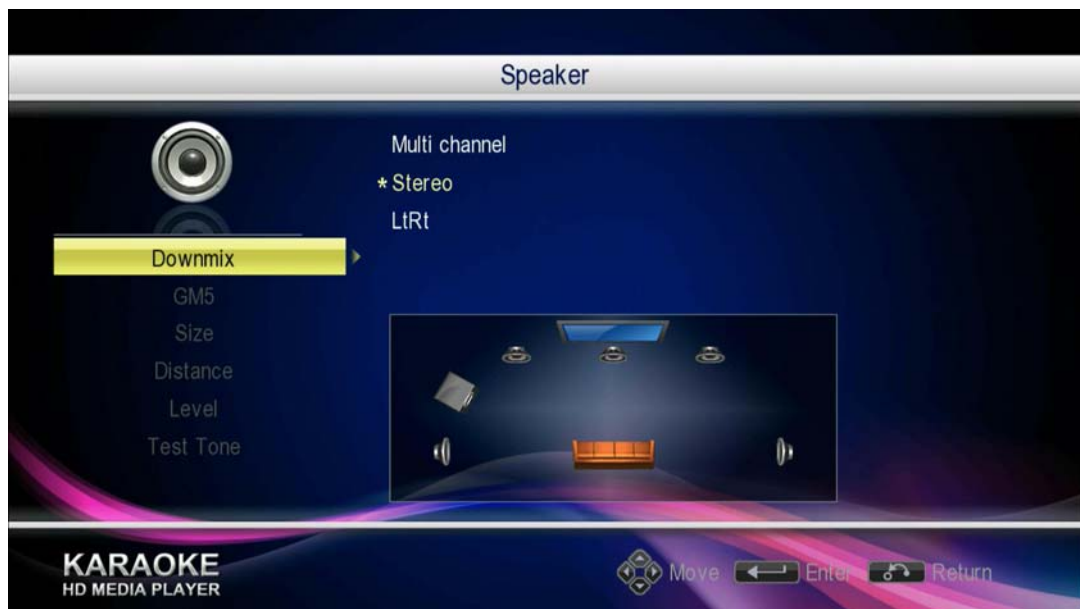 Speaker
Multi channel
* Stereo
LtRt
Downmix
GM5
Size
Distance
Level
Test Tone
KARAOKE
HD MEDIA PLAYER
Move Enter Return